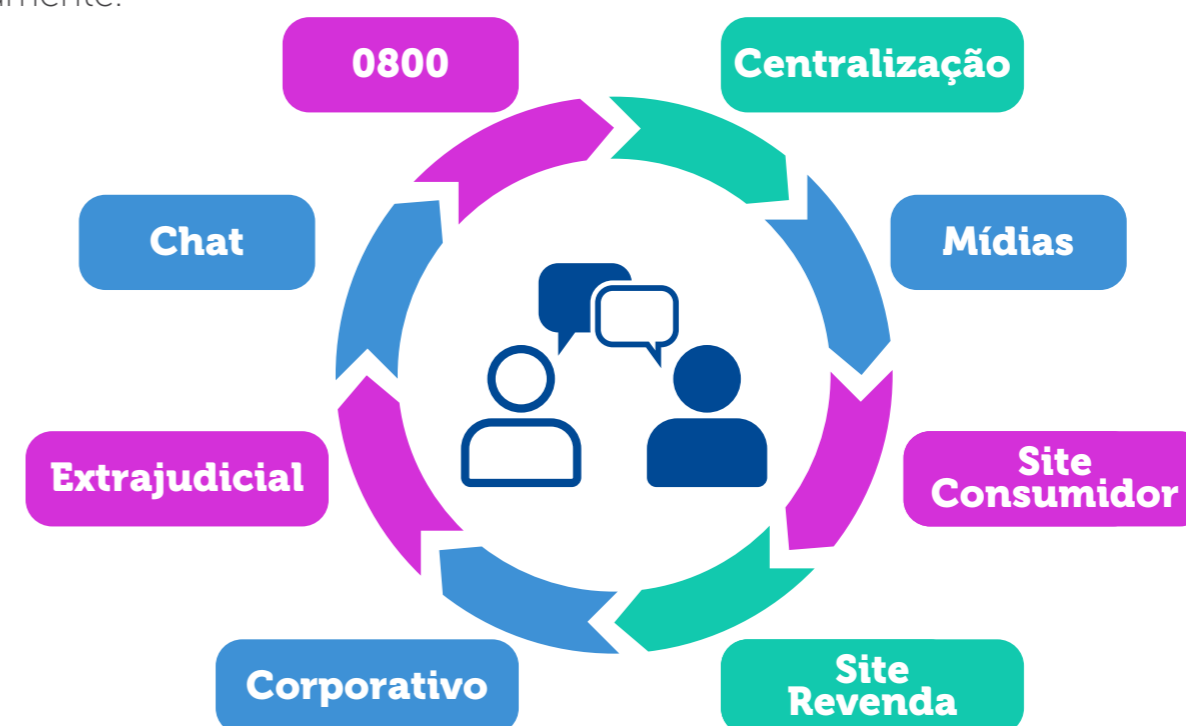 0800
Centralização
Chat
Mídias
Extrajudicial
Site
Consumidor
Corporativo
Site
Revenda